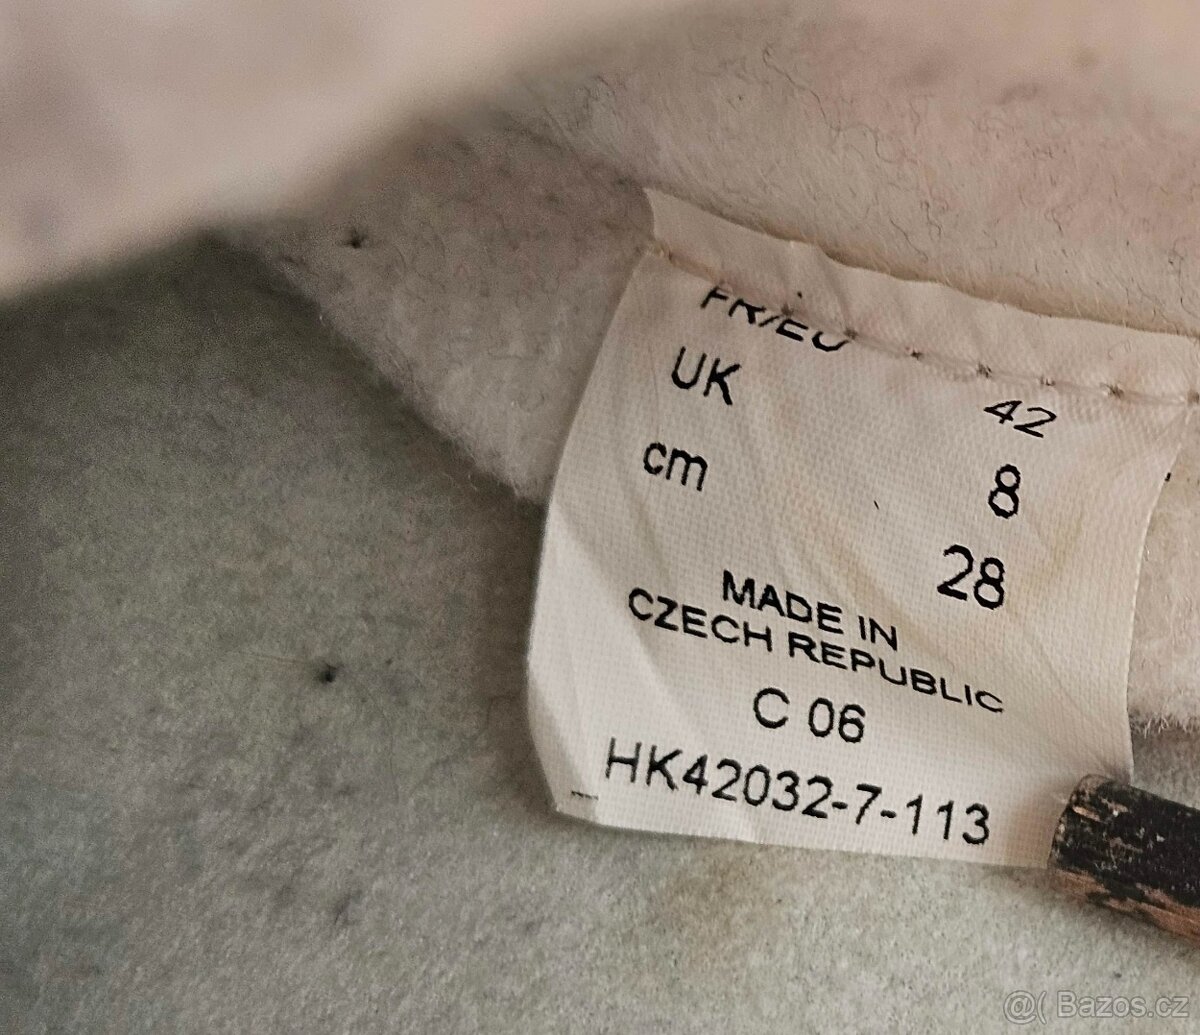 FR/EU 42
UK 8
cm 28
MADE IN
CZECH REPUBLIC
C 06
HK42032-7-113
@( Bazos.cz